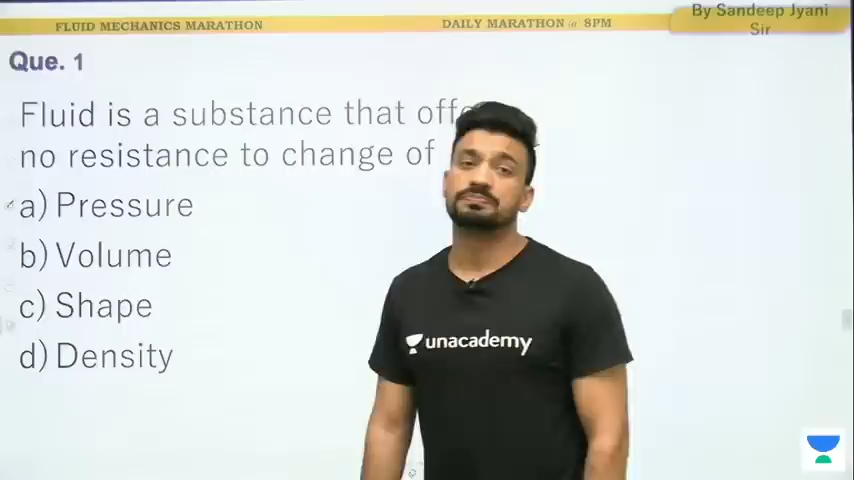 FLUID MECHANICS MARATHON
DAILY MARATHON @ 8PM
By Sandeep Jyani
Sir
Que. 1
Fluid is a substance that
no resistance to change of
a) Pressure
b) Volume
c) Shape
d) Density
unacademy